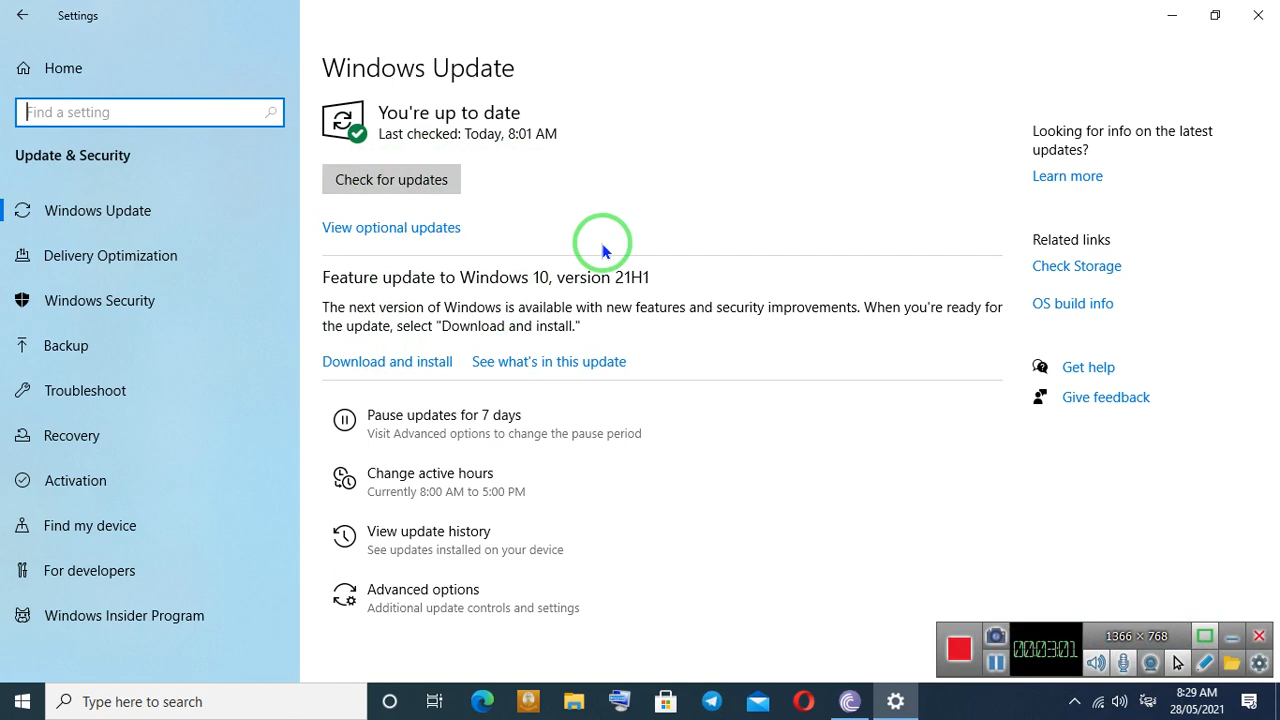 Settings
Home
Find a setting
Update & Security
Windows Update
Delivery Optimization
Windows Security
Backup
Troubleshoot
Recovery
Activation
Find my device
For developers
Windows Insider Program
Windows Update
You're up to date
Last checked: Today, 8:01 AM
Check for updates
View optional updates
Feature update to Windows 10, version 21H1
The next version of Windows is available with new features and security improvements. When you're ready for
the update, select "Download and install."
Download and install See what's in this update
Pause updates for 7 days
Visit Advanced options to change the pause period
Change active hours
Currently 8:00 AM to 5:00 PM
View update history
See updates installed on your device
Advanced options
Additional update controls and settings
Looking for info on the latest
updates?
Learn more
Related links
Check Storage
OS build info
Get help
Give feedback
1366 × 768
00:03:01
Type here to search
8:29 AM
28/05/2021